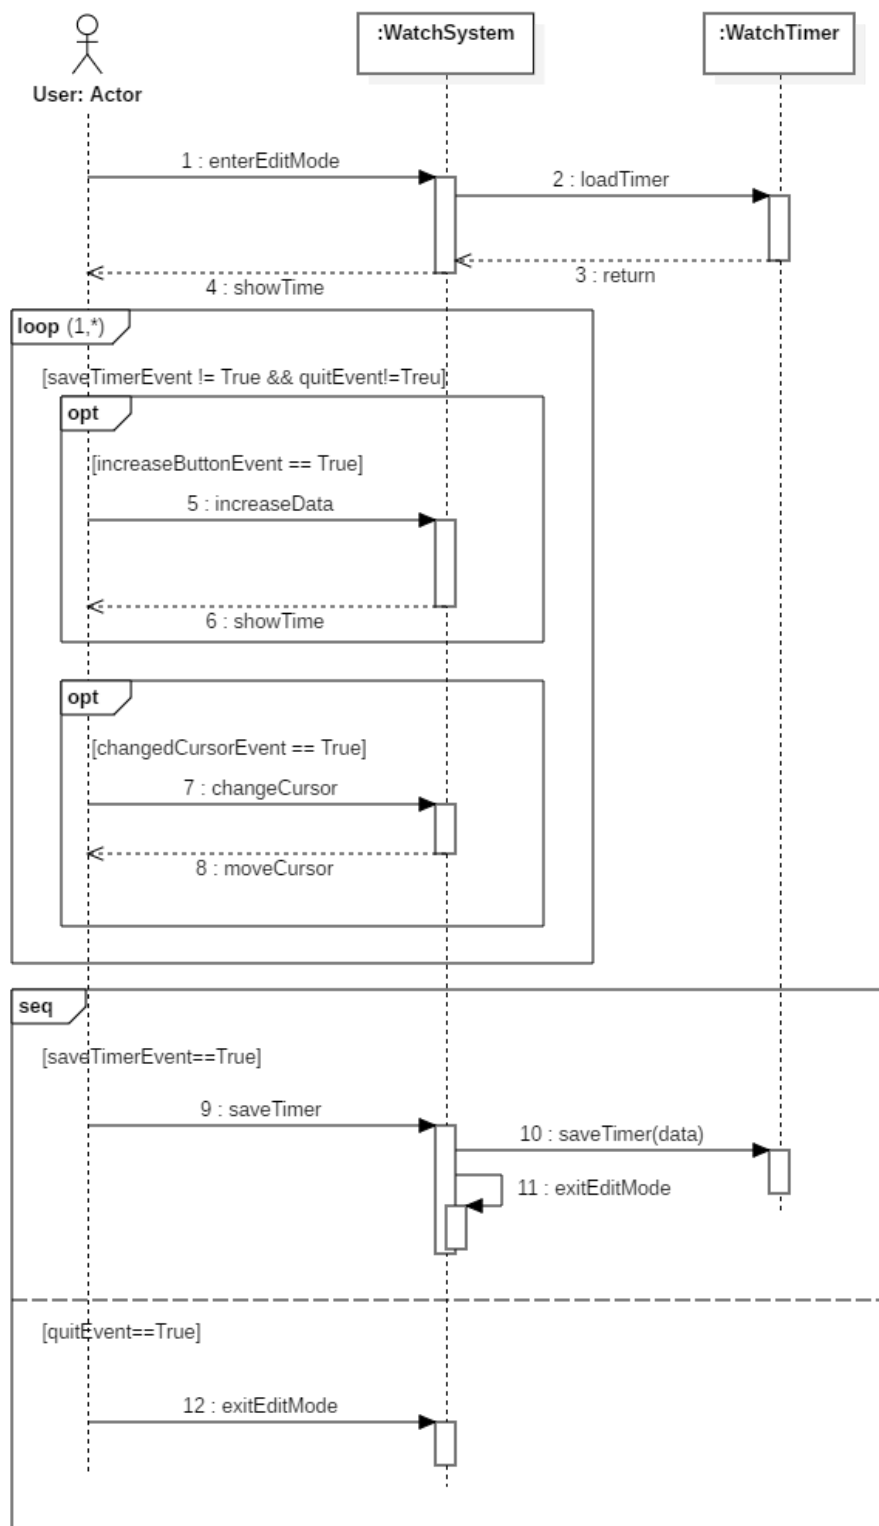 :WatchSystem
:WatchTimer
User: Actor
1 : enterEditMode
2 : loadTimer
3 : return
4 : showTime
loop (1,*)
[saveTimerEvent != True && quitEvent!=Treu]
opt
[increaseButtonEvent == True]
5 : increaseData
6 : showTime
opt
[changedCursorEvent == True]
7 : changeCursor
8 : moveCursor
seq
[saveTimerEvent==True]
9 : saveTimer
10 : saveTimer(data)
11 : exitEditMode
[quitEvent==True]
12 : exitEditMode